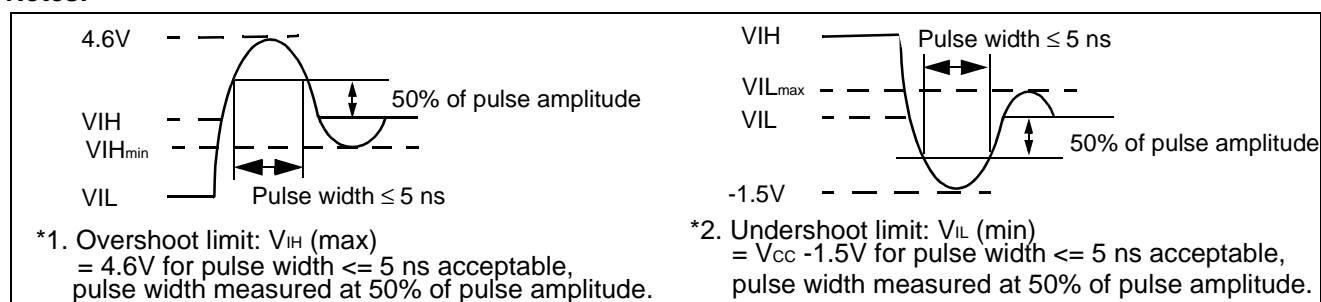 4.6V
VIH
VIHmin
VIL
50% of pulse amplitude
Pulse width ≤ 5 ns
*1. Overshoot limit: VIH (max)
= 4.6V for pulse width <= 5 ns acceptable,
pulse width measured at 50% of pulse amplitude.
VIH
Pulse width ≤ 5 ns
VILmax
VIL
50% of pulse amplitude
-1.5V
*2. Undershoot limit: VIL (min)
= VCC -1.5V for pulse width <= 5 ns acceptable,
pulse width measured at 50% of pulse amplitude.